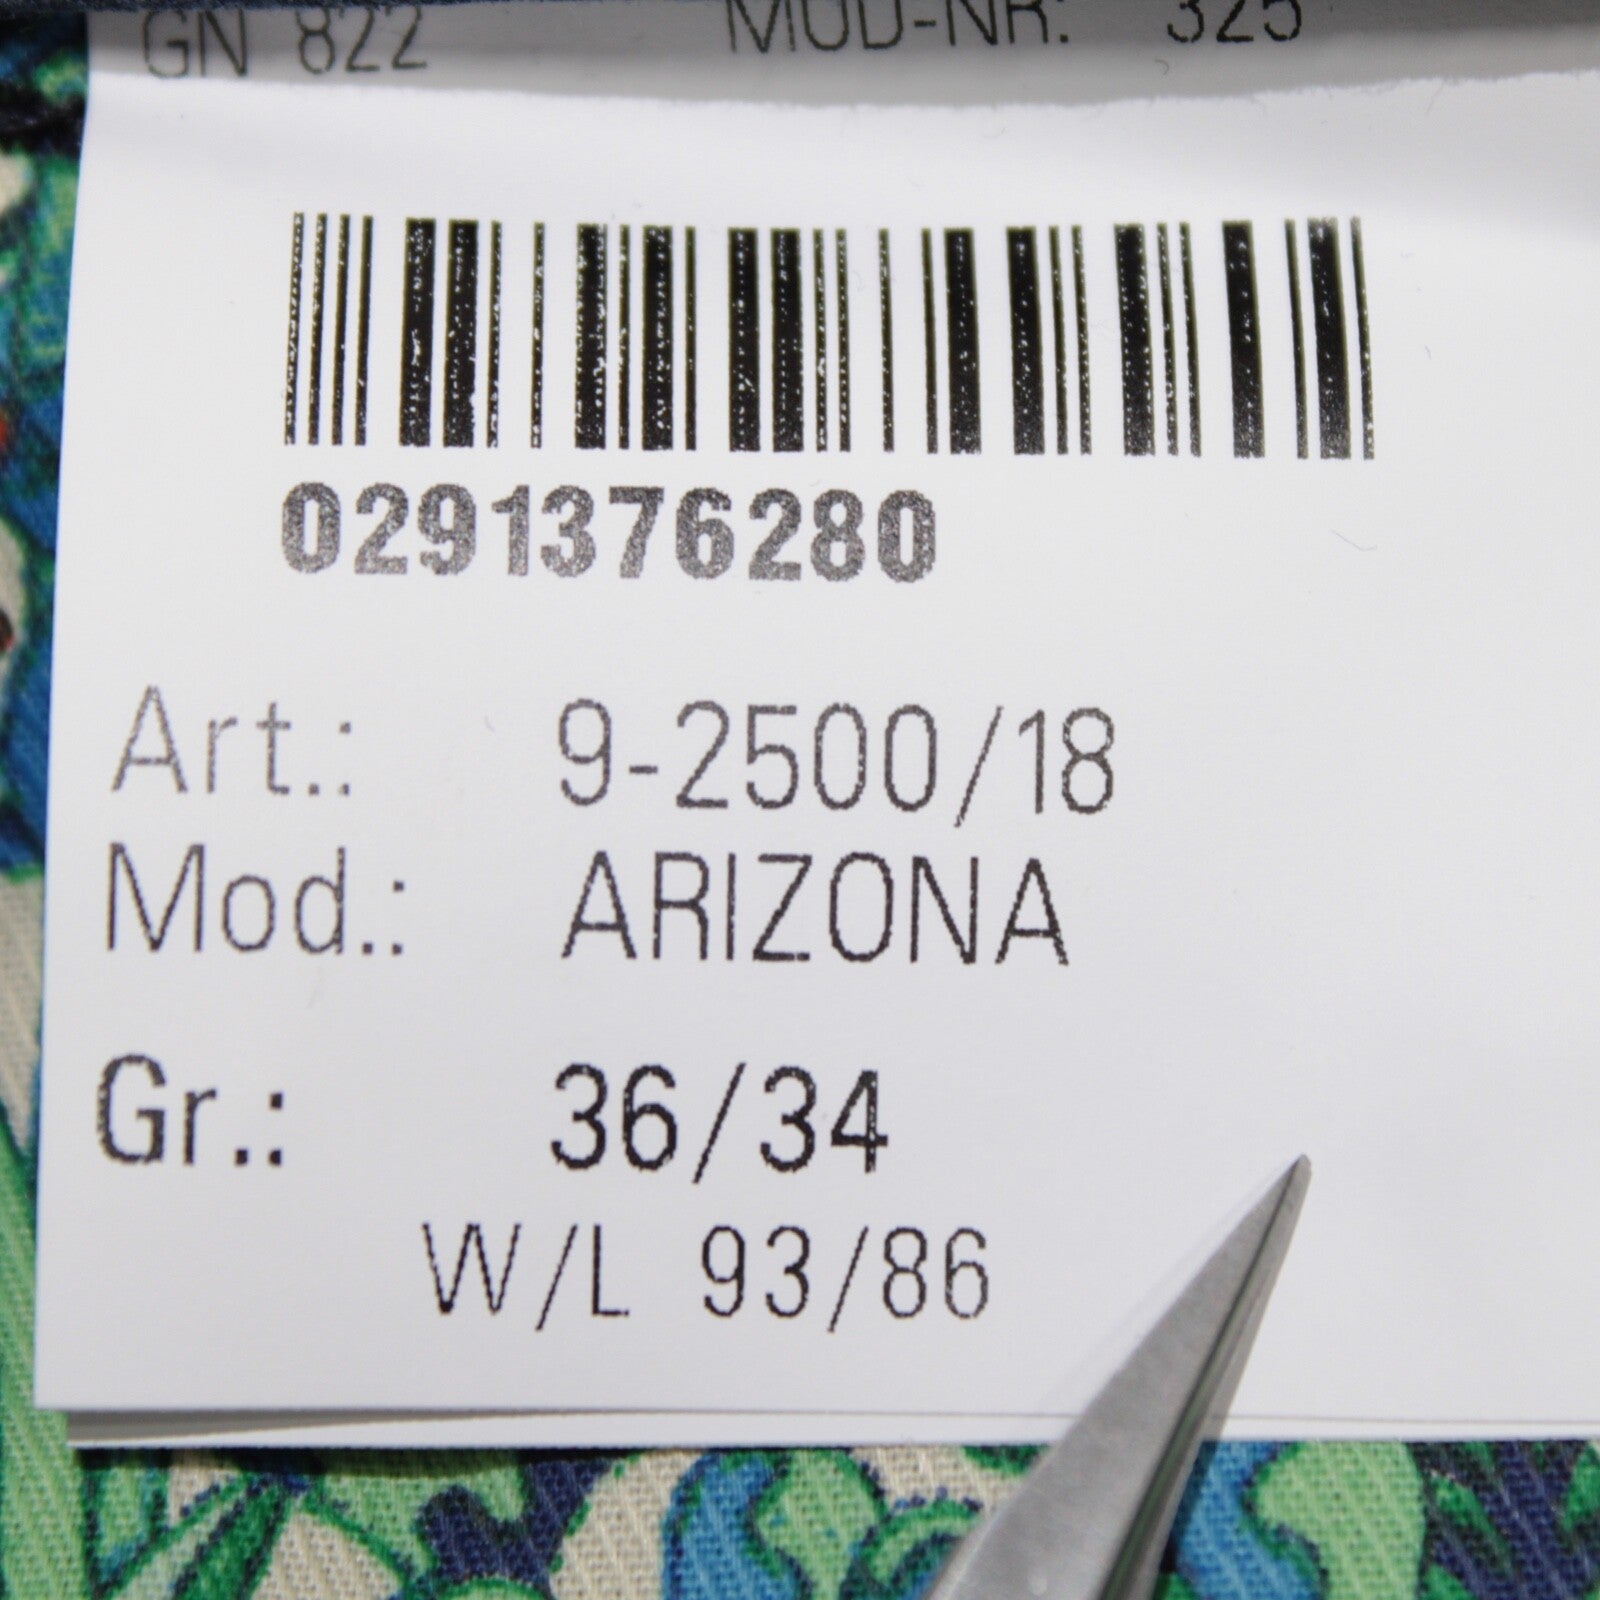 GN 822 MOD-NR: 325
0291376280
Art.: 9-2500/18
Mod.: ARIZONA
Gr.: 36/34
W/L 93/86